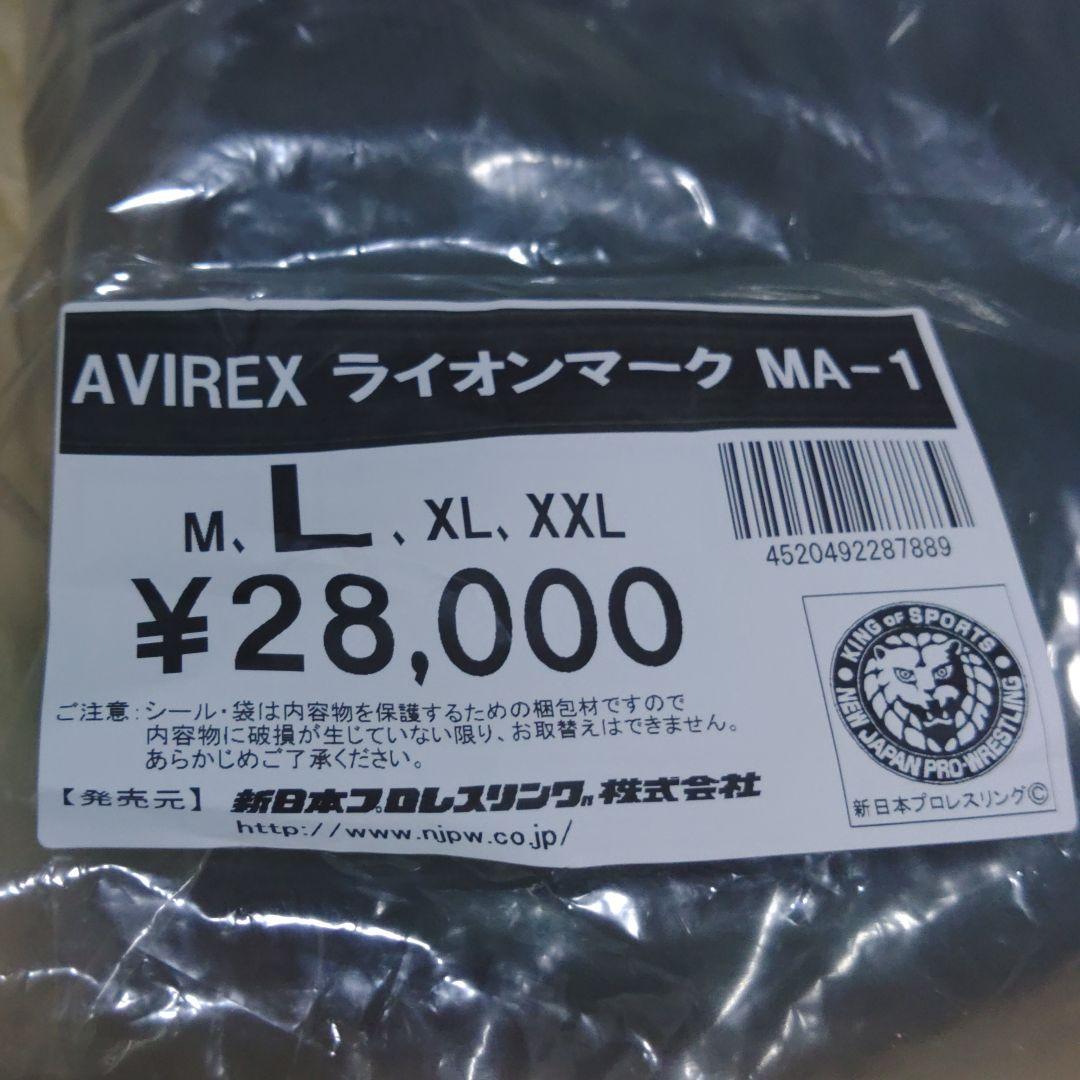 AVIREX ライオンマーク MA-1
M、L、XL、XXL
4520492287889
¥28,000
ご注意:シール・袋は内容物を保護するための梱包材ですので
内容物に破損が生じていない限り、お取替えはできません。
あらかじめご了承ください。
【発売元】 新日本プロレスリング株式会社
http://www.njpw.co.jp/
KING OF SPORTS
NEW JAPAN PRO-WRESTLING
新日本プロレスリング©